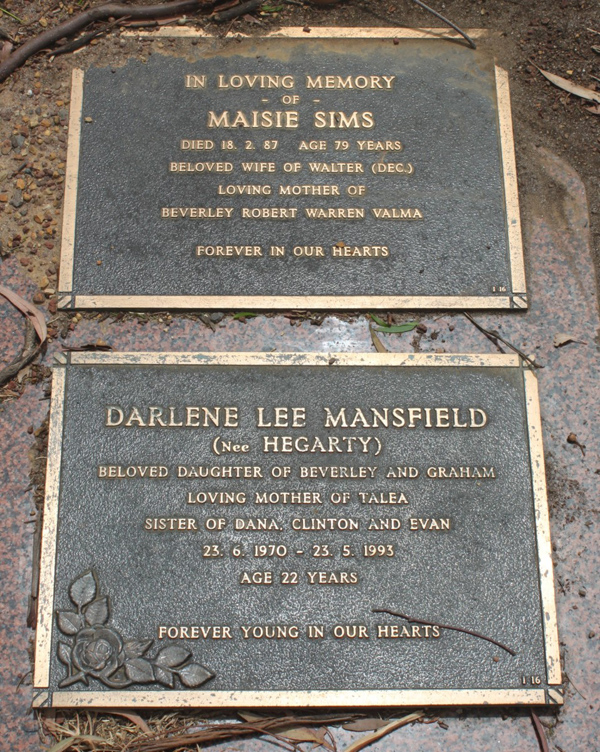 IN LOVING MEMORY
- OF -
MAISIE SIMS
DIED 18. 2. 87 AGE 79 YEARS
BELOVED WIFE OF WALTER (DEC.)
LOVING MOTHER OF
BEVERLEY ROBERT WARREN VALMA
FOREVER IN OUR HEARTS
1 16
DARLENE LEE MANSFIELD
(Nee HEGARTY)
BELOVED DAUGHTER OF BEVERLEY AND GRAHAM
LOVING MOTHER OF TALEA
SISTER OF DANA, CLINTON AND EVAN
23. 6. 1970 - 23. 5. 1993
AGE 22 YEARS
FOREVER YOUNG IN OUR HEARTS
1 16